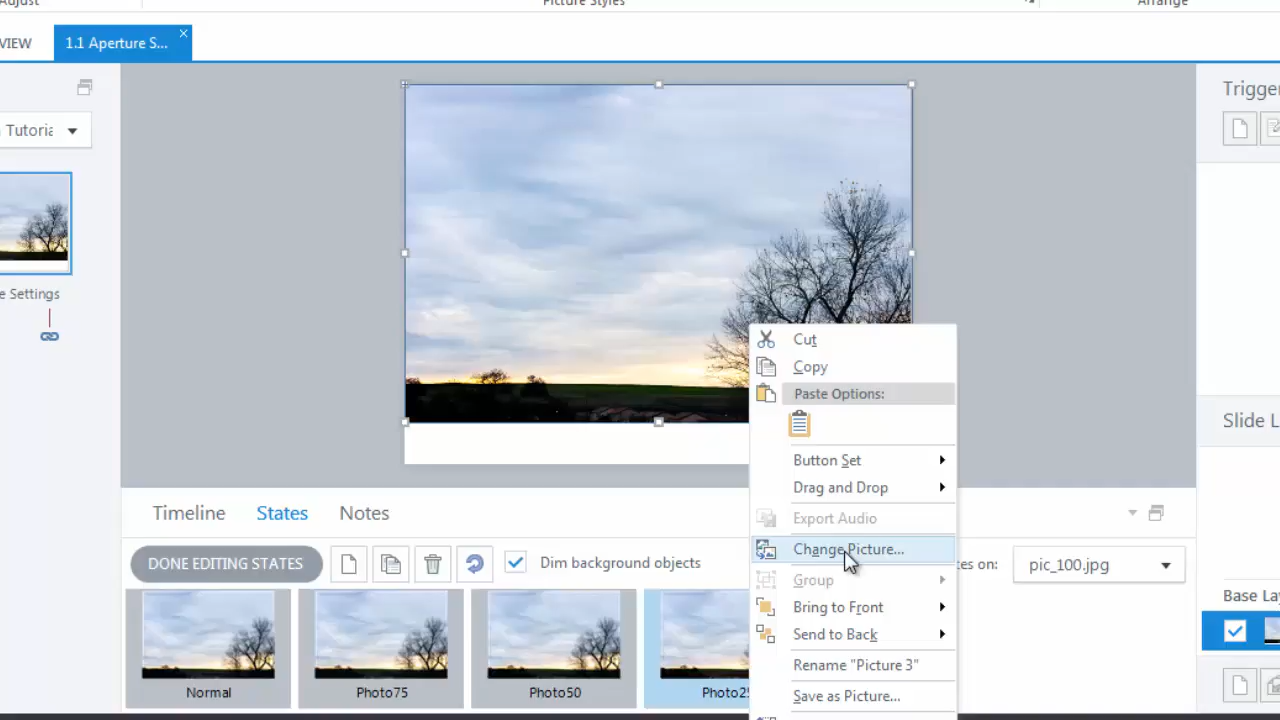 Adjust
Picture Styles
Arrange
VIEW
1.1 Aperture S...
Trigge
Tutoria
e Settings
Cut
Copy
Paste Options:
Button Set
Drag and Drop
Export Audio
Change Picture...
Group
Bring to Front
Send to Back
Rename "Picture 3"
Save as Picture...
Slide L
Timeline
States
Notes
DONE EDITING STATES
Dim background objects
es on:
pic_100.jpg
Base Lay
Normal
Photo75
Photo50
Photo25